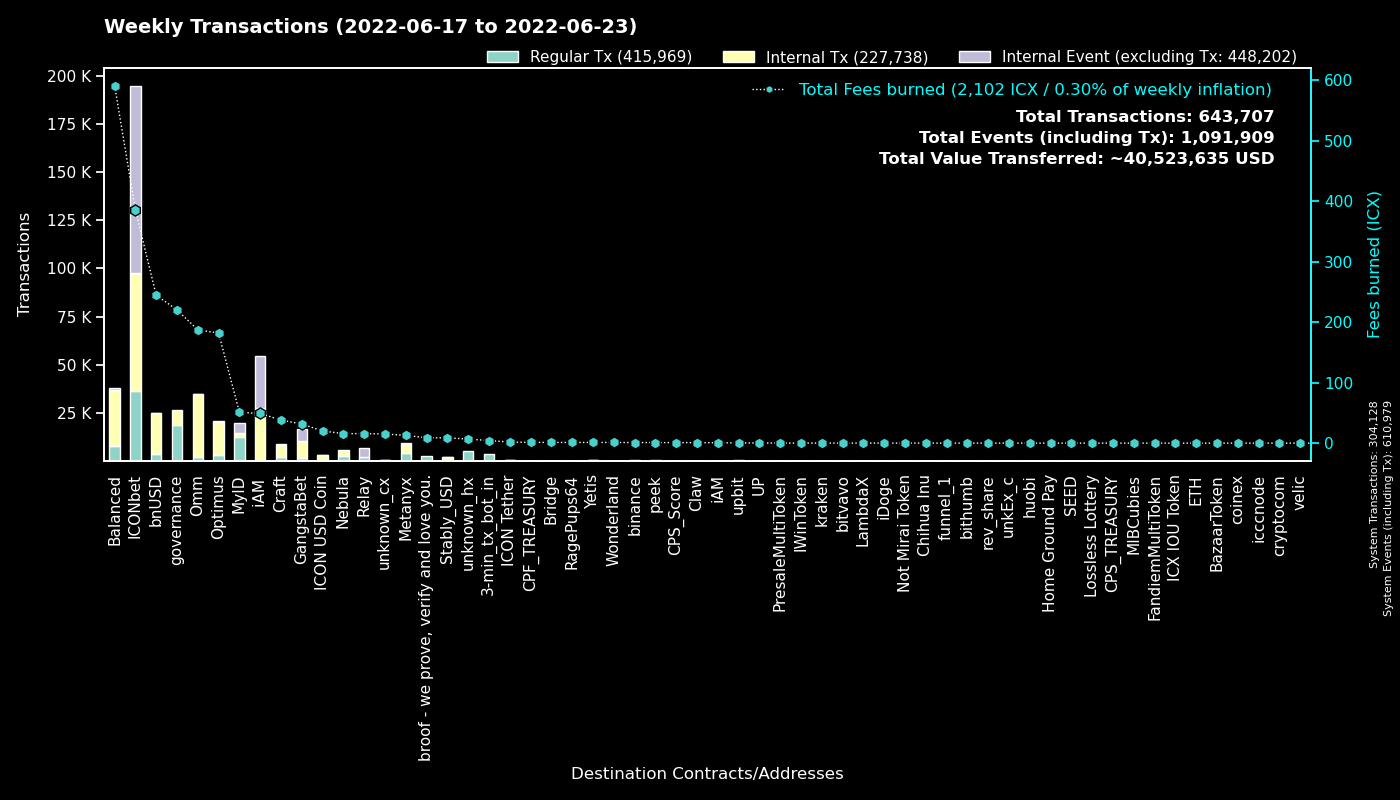 Weekly Transactions (2022-06-17 to 2022-06-23)
Regular Tx (415,969)
Internal Tx (227,738)
Internal Event (excluding Tx: 448,202)
Total Fees burned (2,102 ICX / 0.30% of weekly inflation)
Total Transactions: 643,707
Total Events (including Tx): 1,091,909
Total Value Transferred: ~40,523,635 USD
Transactions
200 K
175 K
150 K
125 K
100 K
75 K
50 K
25 K
600
500
400
300
200
100
0
Fees burned (ICX)
System Transactions: 304,128
System Events (including Tx): 610,979
Balanced
ICONbet
bnUSD
governance
Omm
Optimus
MyID
iAM
Craft
GangstaBet
ICON USD Coin
Nebula
Relay
unknown_cx
Metanyx
broof - we prove, verify and love you.
Stably_USD
unknown_hx
3-min_tx_bot_in
ICON Tether
CPF_TREASURY
Bridge
RagePups64
Yetis
Wonderland
binance
peek
CPS_Score
Claw
iAM
upbit
UP
PresaleMultiToken
IWinToken
kraken
bitvavo
LambdaX
iDoge
Not Mirai Token
Chihua Inu
funnel_1
bithumb
rev_share
unkEx_c
huobi
Home Ground Pay
SEED
Lossless Lottery
CPS_TREASURY
MIBCubies
FandiemMultiToken
ICX IOU Token
ETH
BazaarToken
coinex
iccnode
cryptocom
velic
Destination Contracts/Addresses